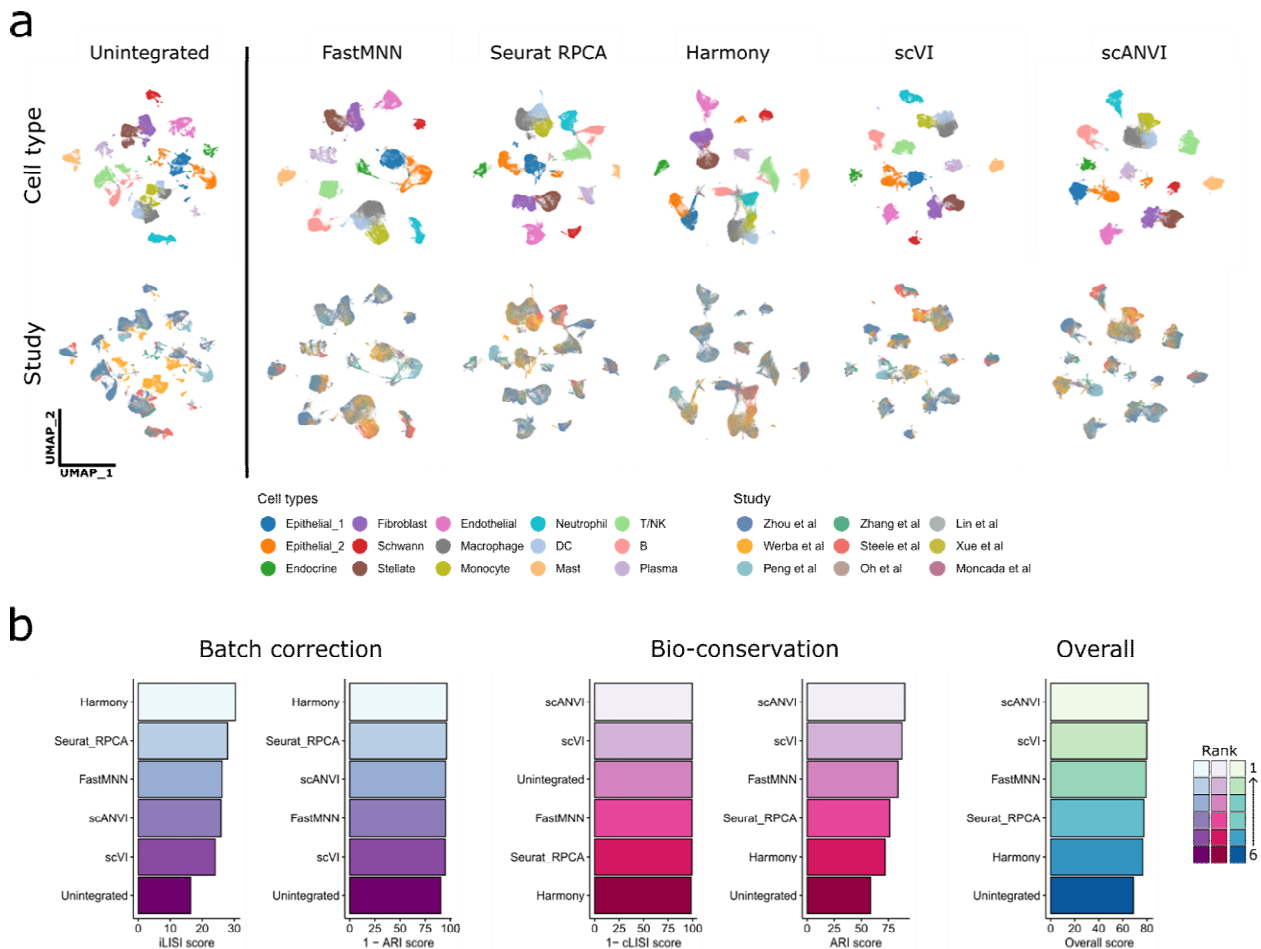 a
Unintegrated FastMNN Seurat RPCA Harmony scVI scANVI
Cell type
Study
UMAP_2
UMAP_1
Cell types Study
Epithelial_1 Fibroblast Endothelial Neutrophil T/NK Zhou et al Zhang et al Lin et al
Epithelial_2 Schwann Macrophage DC B Werba et al Steele et al Xue et al
Endocrine Stellate Monocyte Mast Plasma Peng et al Oh et al Moncada et al
b
Batch correction Bio-conservation Overall
Harmony
Seurat_RPCA
FastMNN
scANVI
scVI
Unintegrated
0 10 20 30
iLISI score
Harmony
Seurat_RPCA
scANVI
FastMNN
scVI
Unintegrated
0 25 50 75 100
1 − ARI score
scANVI
scVI
Unintegrated
FastMNN
Seurat_RPCA
Harmony
0 25 50 75 100
1− cLISI score
scANVI
scVI
FastMNN
Seurat_RPCA
Harmony
Unintegrated
0 25 50 75
ARI score
scANVI
scVI
FastMNN
Seurat_RPCA
Harmony
Unintegrated
0 20 40 60 80
Overall score
Rank
1
6